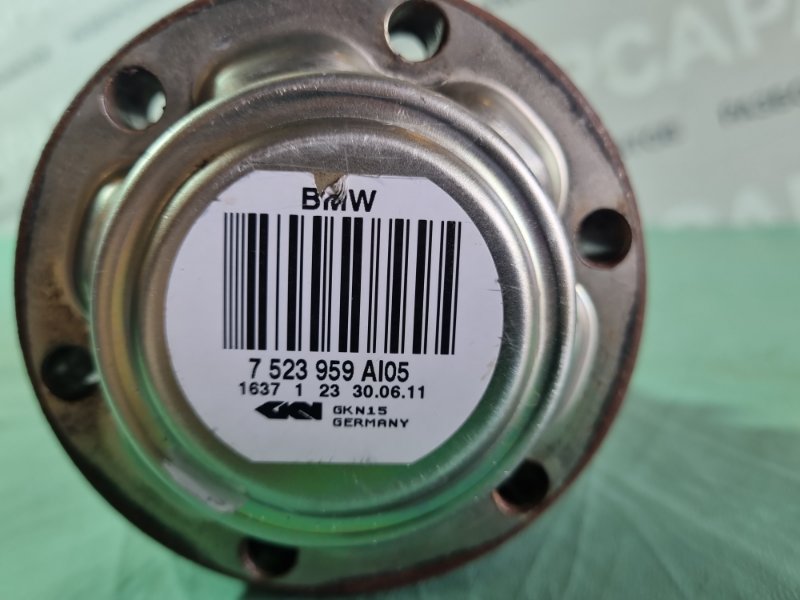 BMW
7 523 959 AI05
1637 1 23 30.06.11
GKN GKN15
GERMANY